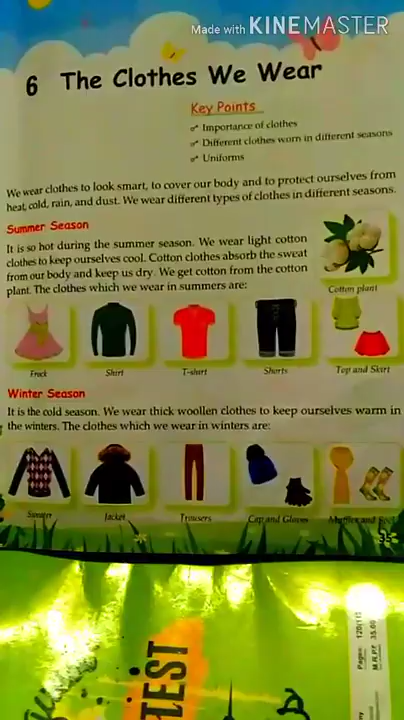 Made with KINEMASTER
6 The Clothes We Wear
Key Points
Importance of clothes
Different clothes worn in different seasons
Uniforms
We wear clothes to look smart, to cover our body and to protect ourselves from
heat, cold, rain, and dust. We wear different types of clothes in different seasons.
Summer Season
It is so hot during the summer season. We wear light cotton
clothes to keep ourselves cool. Cotton clothes absorb the sweat
from our body and keep us dry. We get cotton from the cotton
plant. The clothes which we wear in summers are:
Cotton plant
Frock Shirt T-shirt Shorts Top and Skirt
Winter Season
It is the cold season. We wear thick woollen clothes to keep ourselves warm in
the winters. The clothes which we wear in winters are:
Sweater Jacket Trousers Cap and Gloves Muffler and
35
Pages: 120
M.R.P. 35.00
TEST